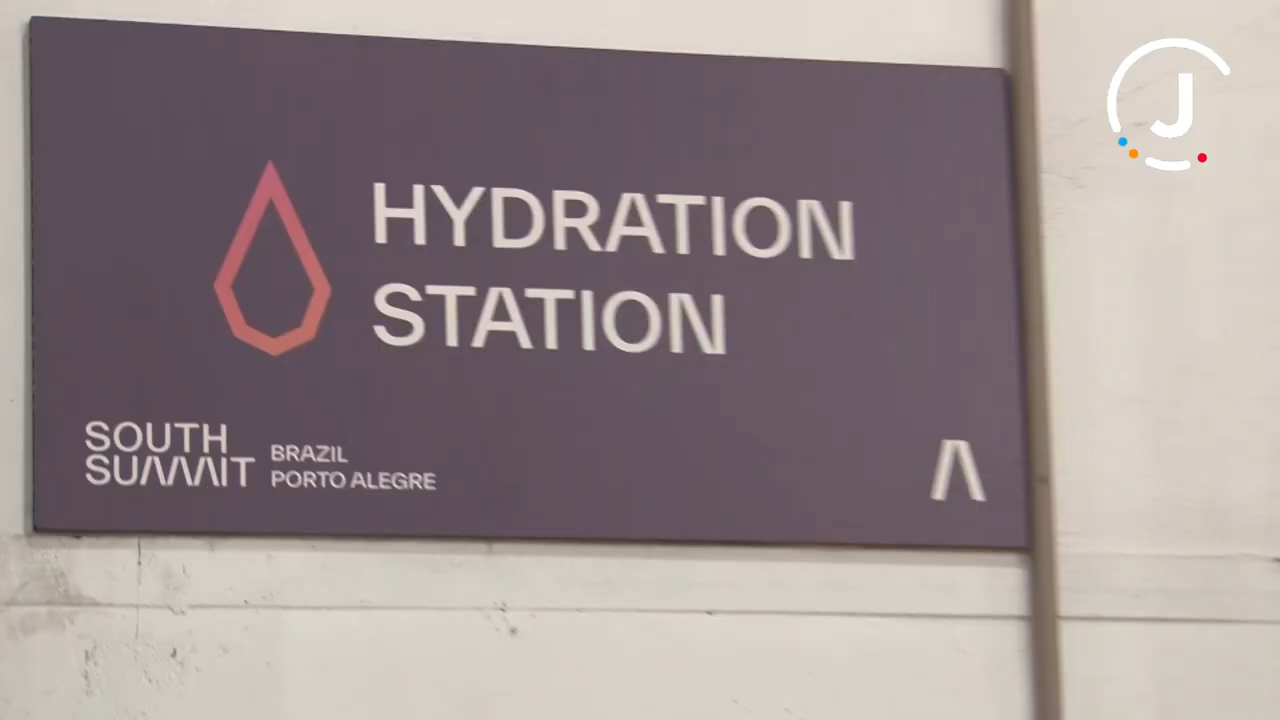 HYDRATION
STATION
SOUTH
SUMMIT
BRAZIL
PORTO ALEGRE
J